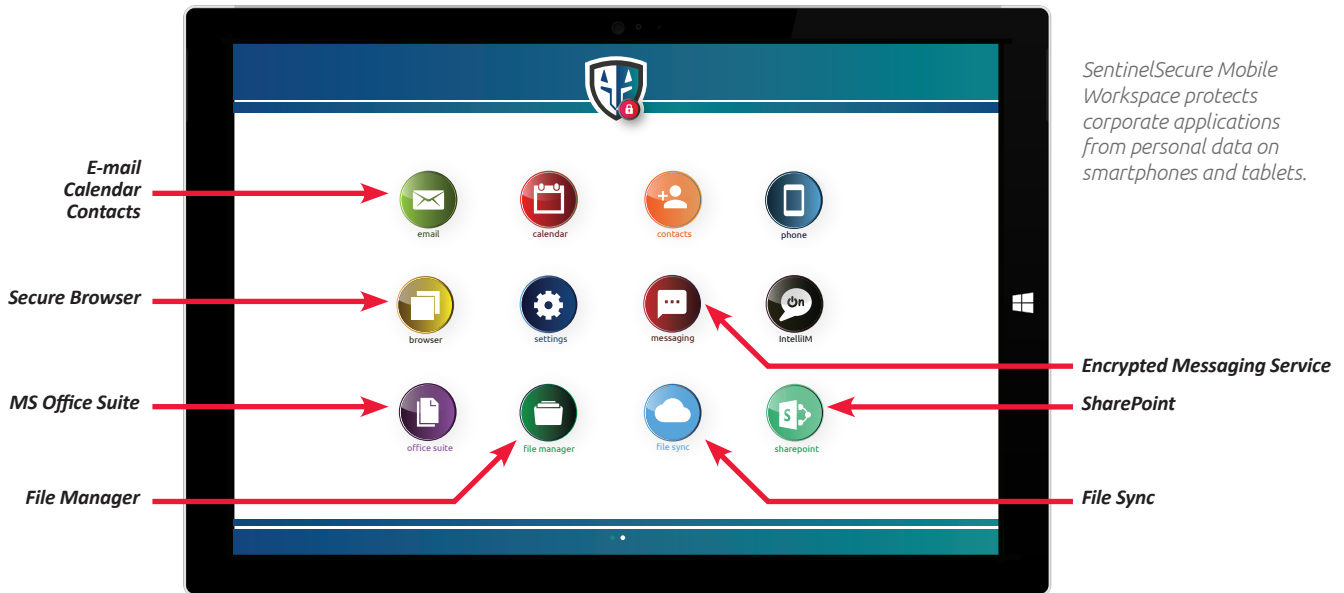 SentinelSecure Mobile
Workspace protects
corporate applications
from personal data on
smartphones and tablets.
E-mail
Calendar
Contacts
email
calendar
contacts
phone
Secure Browser
browser
settings
messaging
on
IntelliIM
Encrypted Messaging Service
MS Office Suite
SharePoint
S
office suite
file manager
file sync
sharepoint
File Manager
File Sync